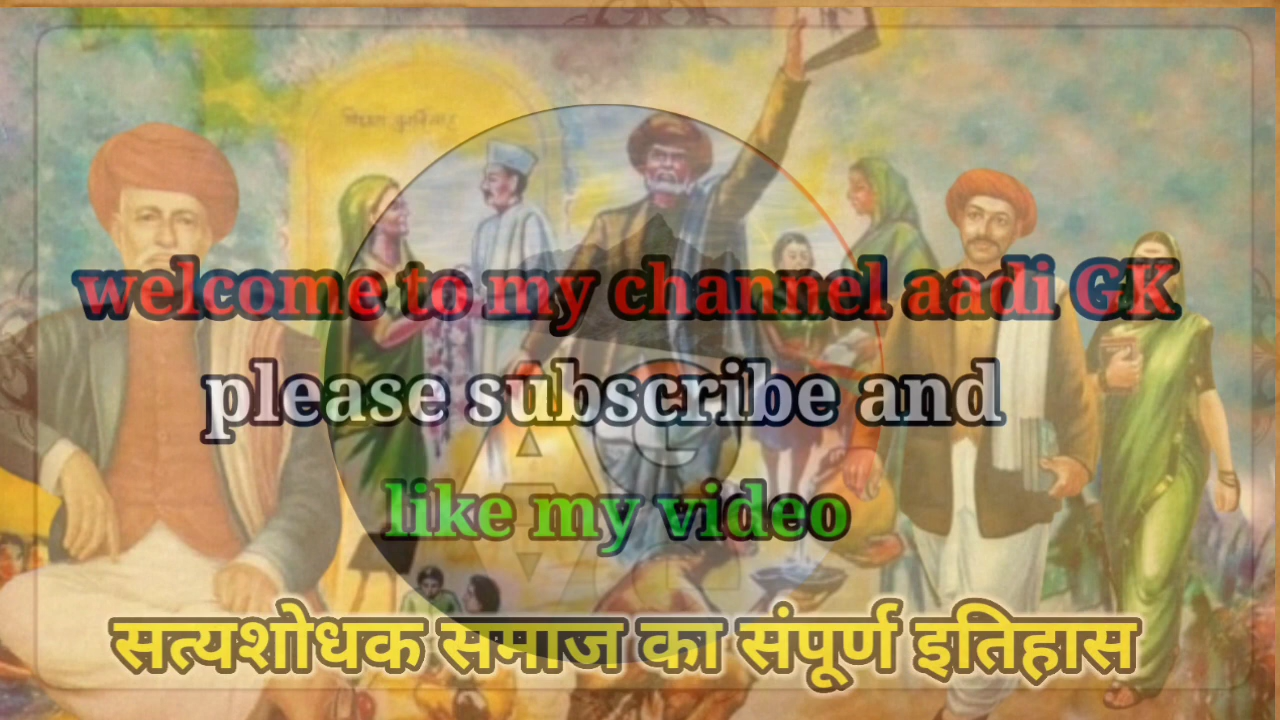 welcome to my channel aadi GK
please subscribe and
like my video
सत्यशोधक समाज का संपूर्ण इतिहास